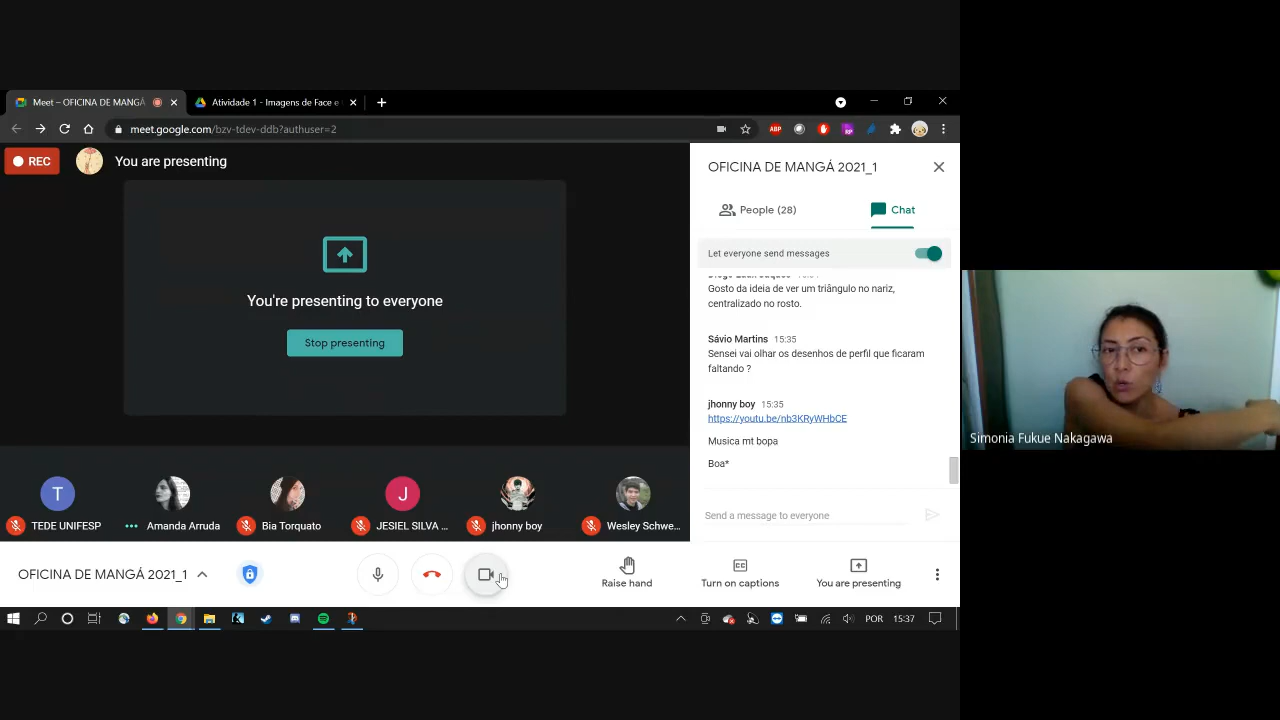 Meet – OFICINA DE MANGÁ
Atividade 1 - Imagens de Face e
meet.google.com/bzv-tdev-ddb?authuser=2
ABP
REC
You are presenting
OFICINA DE MANGÁ 2021_1
People (28)
Chat
Let everyone send messages
Gosto da ideia de ver um triângulo no nariz,
centralizado no rosto.
Sávio Martins 15:35
Sensei vai olhar os desenhos de perfil que ficaram
faltando ?
jhonny boy 15:35
https://youtu.be/nb3KRyWHbCE
Musica mt bopa
Boa*
Send a message to everyone
You're presenting to everyone
Stop presenting
T
J
TEDE UNIFESP
Amanda Arruda
Bia Torquato
JESIEL SILVA ...
jhonny boy
Wesley Schwe...
Simonia Fukue Nakagawa
OFICINA DE MANGÁ 2021_1
Raise hand
CC
Turn on captions
You are presenting
POR
15:37